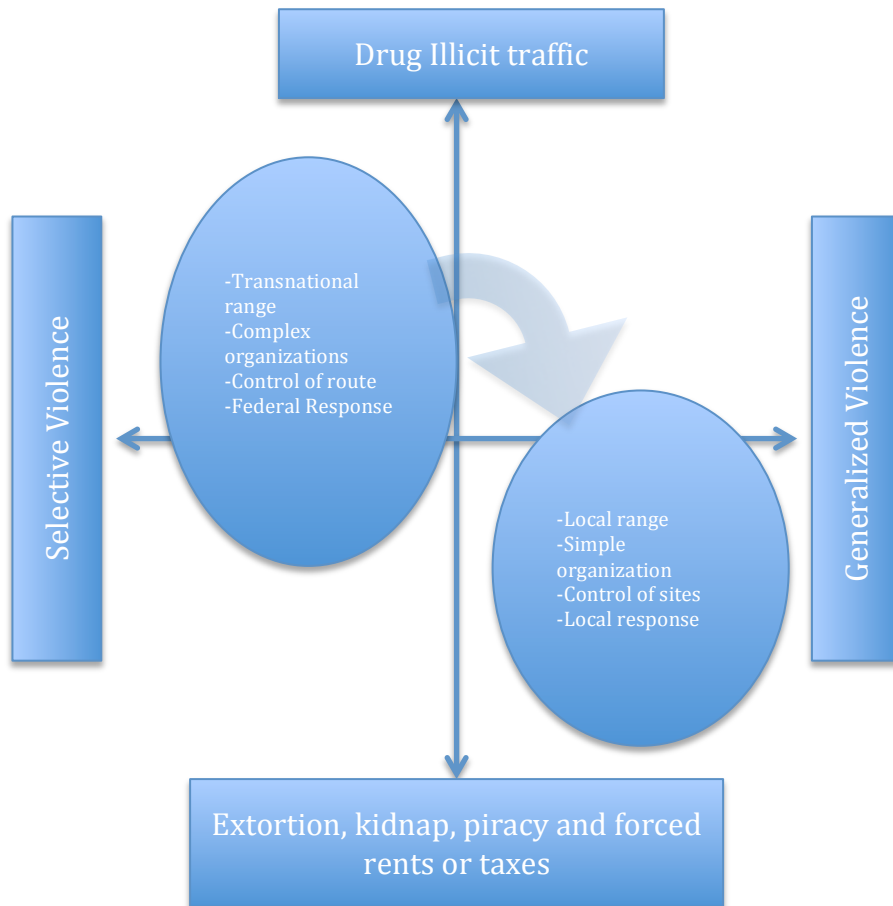 Drug Illicit traffic
Selective Violence
-Transnational
range
-Complex
organizations
-Control of route
-Federal Response
-Local range
-Simple
organization
-Control of sites
-Local response
Generalized Violence
Extortion, kidnap, piracy and forced
rents or taxes